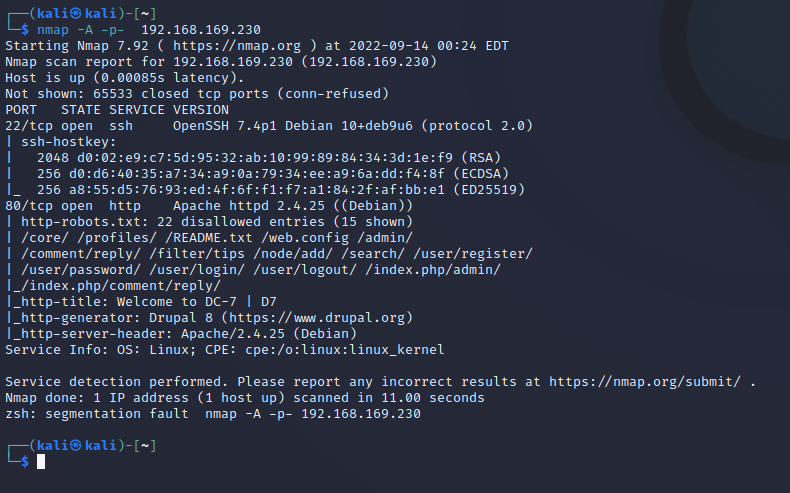 ┌──(kali㉿kali)-[~]
└─$ nmap -A -p-  192.168.169.230
Starting Nmap 7.92 ( https://nmap.org ) at 2022-09-14 00:24 EDT
Nmap scan report for 192.168.169.230 (192.168.169.230)
Host is up (0.00085s latency).
Not shown: 65533 closed tcp ports (conn-refused)
PORT   STATE SERVICE VERSION
22/tcp open  ssh     OpenSSH 7.4p1 Debian 10+deb9u6 (protocol 2.0)
| ssh-hostkey:
|   2048 d0:02:e9:c7:5d:95:32:ab:10:99:89:84:34:3d:1e:f9 (RSA)
|   256 d0:d6:40:35:a7:34:a9:0a:79:34:ee:a9:6a:dd:f4:8f (ECDSA)
|_  256 a8:55:d5:76:93:ed:4f:6f:f1:f7:a1:84:2f:af:bb:e1 (ED25519)
80/tcp open  http    Apache httpd 2.4.25 ((Debian))
| http-robots.txt: 22 disallowed entries (15 shown)
| /core/ /profiles/ /README.txt /web.config /admin/
| /comment/reply/ /filter/tips /node/add/ /search/ /user/register/
| /user/password/ /user/login/ /user/logout/ /index.php/admin/
|_/index.php/comment/reply/
|_http-title: Welcome to DC-7 | D7
|_http-generator: Drupal 8 (https://www.drupal.org)
|_http-server-header: Apache/2.4.25 (Debian)
Service Info: OS: Linux; CPE: cpe:/o:linux:linux_kernel

Service detection performed. Please report any incorrect results at https://nmap.org/submit/ .
Nmap done: 1 IP address (1 host up) scanned in 11.00 seconds
zsh: segmentation fault  nmap -A -p- 192.168.169.230

┌──(kali㉿kali)-[~]
└─$